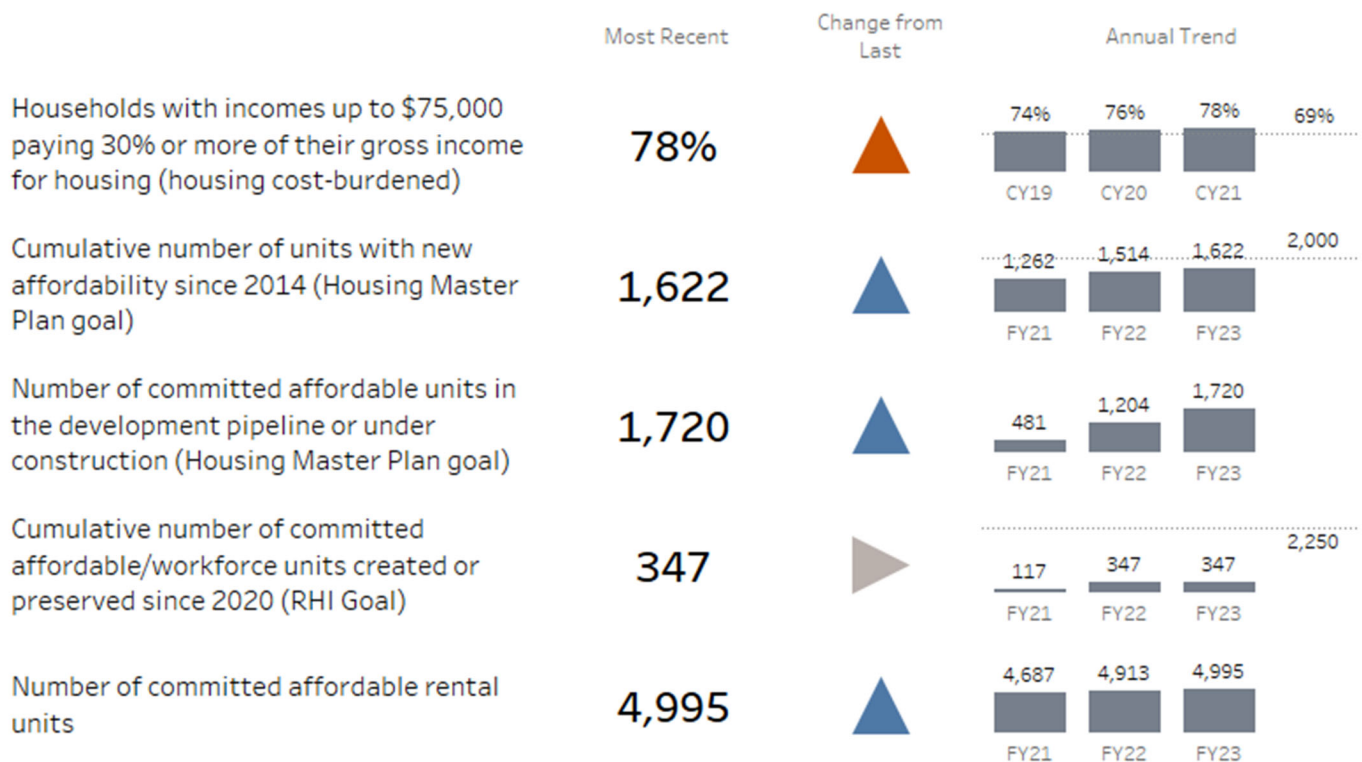 Most Recent
Change from
Last
Annual Trend
Households with incomes up to $75,000
paying 30% or more of their gross income
for housing (housing cost-burdened)
78%
74% 76% 78% 69%
CY19 CY20 CY21
Cumulative number of units with new
affordability since 2014 (Housing Master
Plan goal)
1,622
1,262 1,514 1,622 2,000
FY21 FY22 FY23
Number of committed affordable units in
the development pipeline or under
construction (Housing Master Plan goal)
1,720
481 1,204 1,720
FY21 FY22 FY23
Cumulative number of committed
affordable/workforce units created or
preserved since 2020 (RHI Goal)
347
117 347 347 2,250
FY21 FY22 FY23
Number of committed affordable rental
units
4,995
4,687 4,913 4,995
FY21 FY22 FY23